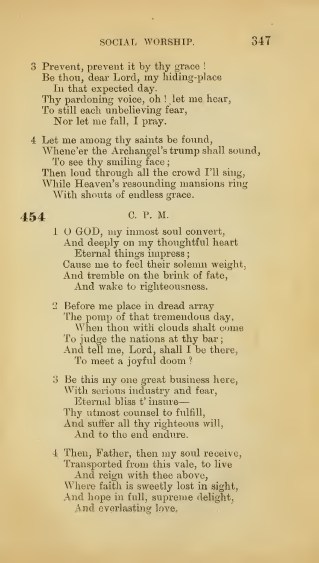 SOCIAL WORSHIP. 347
3 Prevent, prevent it by thy grace!
Be thou, dear Lord, my hiding-place
In that expected day.
Thy pardoning voice, oh! let me hear,
To still each unbelieving fear,
Nor let me fall, I pray.
4 Let me among thy saints be found,
Whene'er the Archangel's trump shall sound,
To see thy smiling face;
Then loud through all the crowd I'll sing,
While Heaven's resounding mansions ring
With shouts of endless grace.
454 C. P. M.
1 O GOD, my inmost soul convert,
And deeply on my thoughtful heart
Eternal things impress;
Cause me to feel their solemn weight,
And tremble on the brink of fate,
And wake to righteousness.
2 Before me place in dread array
The pomp of that tremendous day,
When thou with clouds shalt come
To judge the nations at thy bar;
And tell me, Lord, shall I be there,
To meet a joyful doom?
3 Be this my one great business here,
With serious industry and fear,
Eternal bliss t' insure—
Thy utmost counsel to fulfill,
And suffer all thy righteous will,
And to the end endure.
4 Then, Father, then my soul receive,
Transported from this vale, to live
And reign with thee above,
Where faith is sweetly lost in sight,
And hope in full, supreme delight,
And everlasting love.